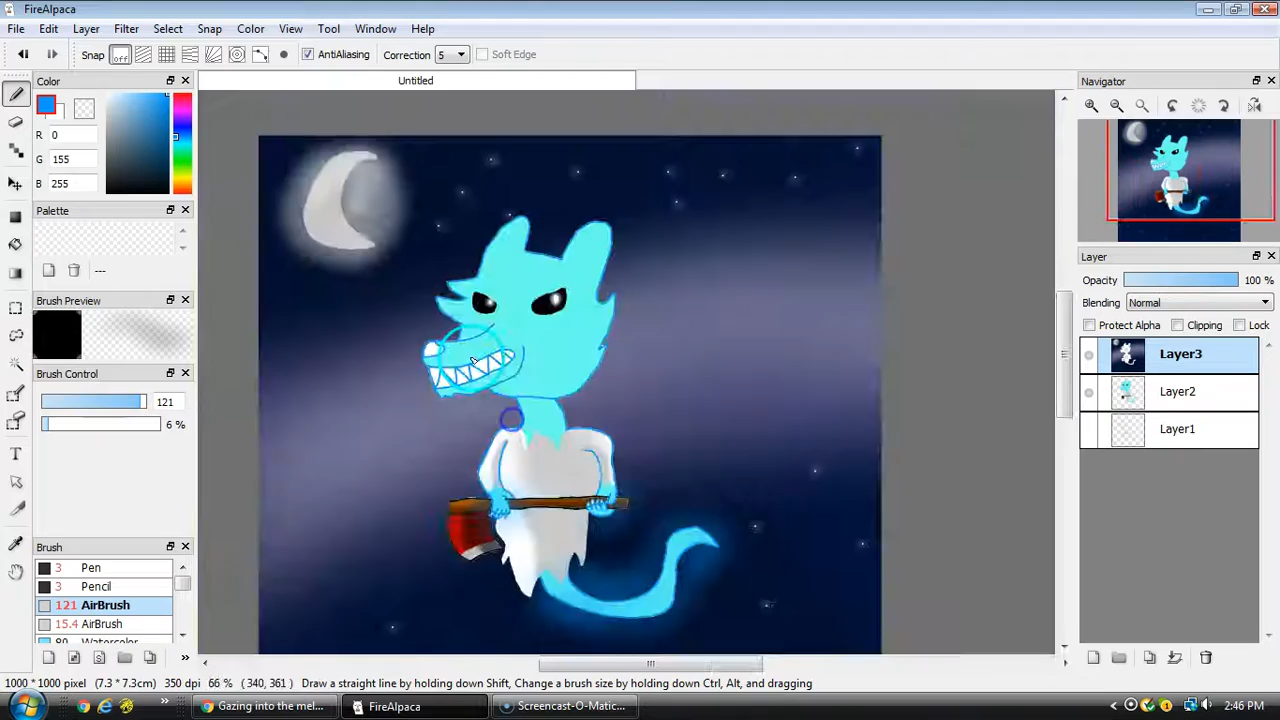 FireAlpaca
File Edit Layer Filter Select Snap Color View Tool Window Help
Snap off AntiAliasing Correction 5 Soft Edge
Color
R 0
G 155
B 255
Palette
---
Brush Preview
Brush Control
121
6 %
Brush
3 Pen
3 Pencil
121 AirBrush
15.4 AirBrush
80 Watercolor
Untitled
Navigator
Layer
Opacity 100 %
Blending Normal
Protect Alpha Clipping Lock
Layer3
Layer2
Layer1
1000 * 1000 pixel (7.3 * 7.3cm) 350 dpi 66 % ( 340, 361 ) Draw a straight line by holding down Shift, Change a brush size by holding down Ctrl, Alt, and dragging
Gazing into the mel... FireAlpaca Screencast-O-Matic... 2:46 PM